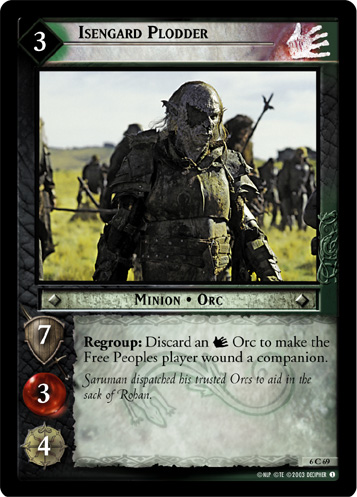 3
ISENGARD PLODDER
MINION • ORC
7
Regroup: Discard an Orc to make the
Free Peoples player wound a companion.
Saruman dispatched his trusted Orcs to aid in the
sack of Rohan.
3
4
6 C 69
©NLP ©TE ©2003 DECIPHER